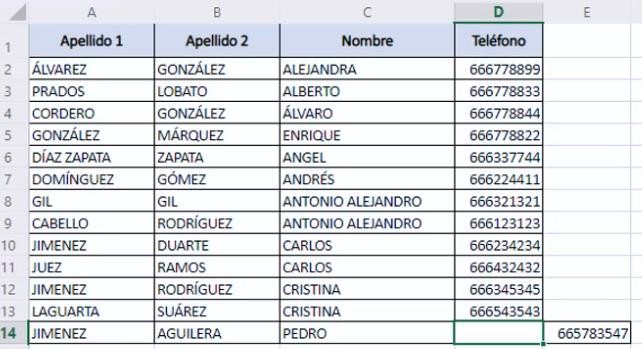 A B C D E
1 Apellido 1 Apellido 2 Nombre Teléfono
2 ÁLVAREZ GONZÁLEZ ALEJANDRA 666778899
3 PRADOS LOBATO ALBERTO 666778833
4 CORDERO GONZÁLEZ ÁLVARO 666778844
5 GONZÁLEZ MÁRQUEZ ENRIQUE 666778822
6 DÍAZ ZAPATA ZAPATA ANGEL 666337744
7 DOMÍNGUEZ GÓMEZ ANDRÉS 666224411
8 GIL GIL ANTONIO ALEJANDRO 666321321
9 CABELLO RODRÍGUEZ ANTONIO ALEJANDRO 666123123
10 JIMENEZ DUARTE CARLOS 666234234
11 JUEZ RAMOS CARLOS 666432432
12 JIMENEZ RODRÍGUEZ CRISTINA 666345345
13 LAGUARTA SUÁREZ CRISTINA 666543543
14 JIMENEZ AGUILERA PEDRO 665783547